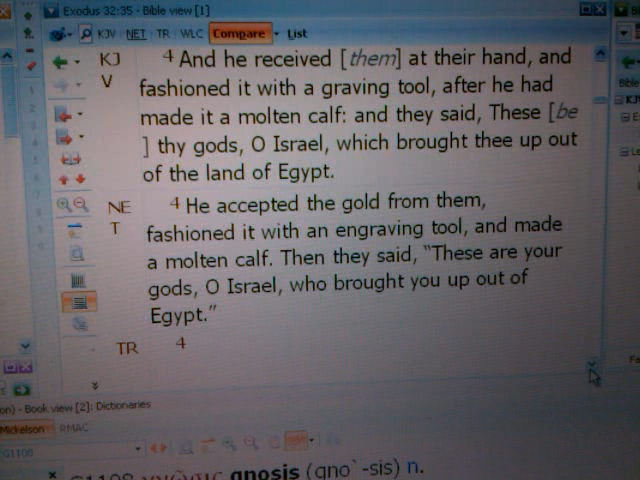 Exodus 32:35 - Bible view [1]
KJV NET TR WLC Compare List
KJ
V
4 And he received [them] at their hand, and
fashioned it with a graving tool, after he had
made it a molten calf: and they said, These [be
] thy gods, O Israel, which brought thee up out
of the land of Egypt.
NE
T
4 He accepted the gold from them,
fashioned it with an engraving tool, and made
a molten calf. Then they said, “These are your
gods, O Israel, who brought you up out of
Egypt.”
TR 4
on) - Book view [2]: Dictionaries
Mickelson RMAC
G1108
gnosis (gno`-sis) n.
Bible
KJV